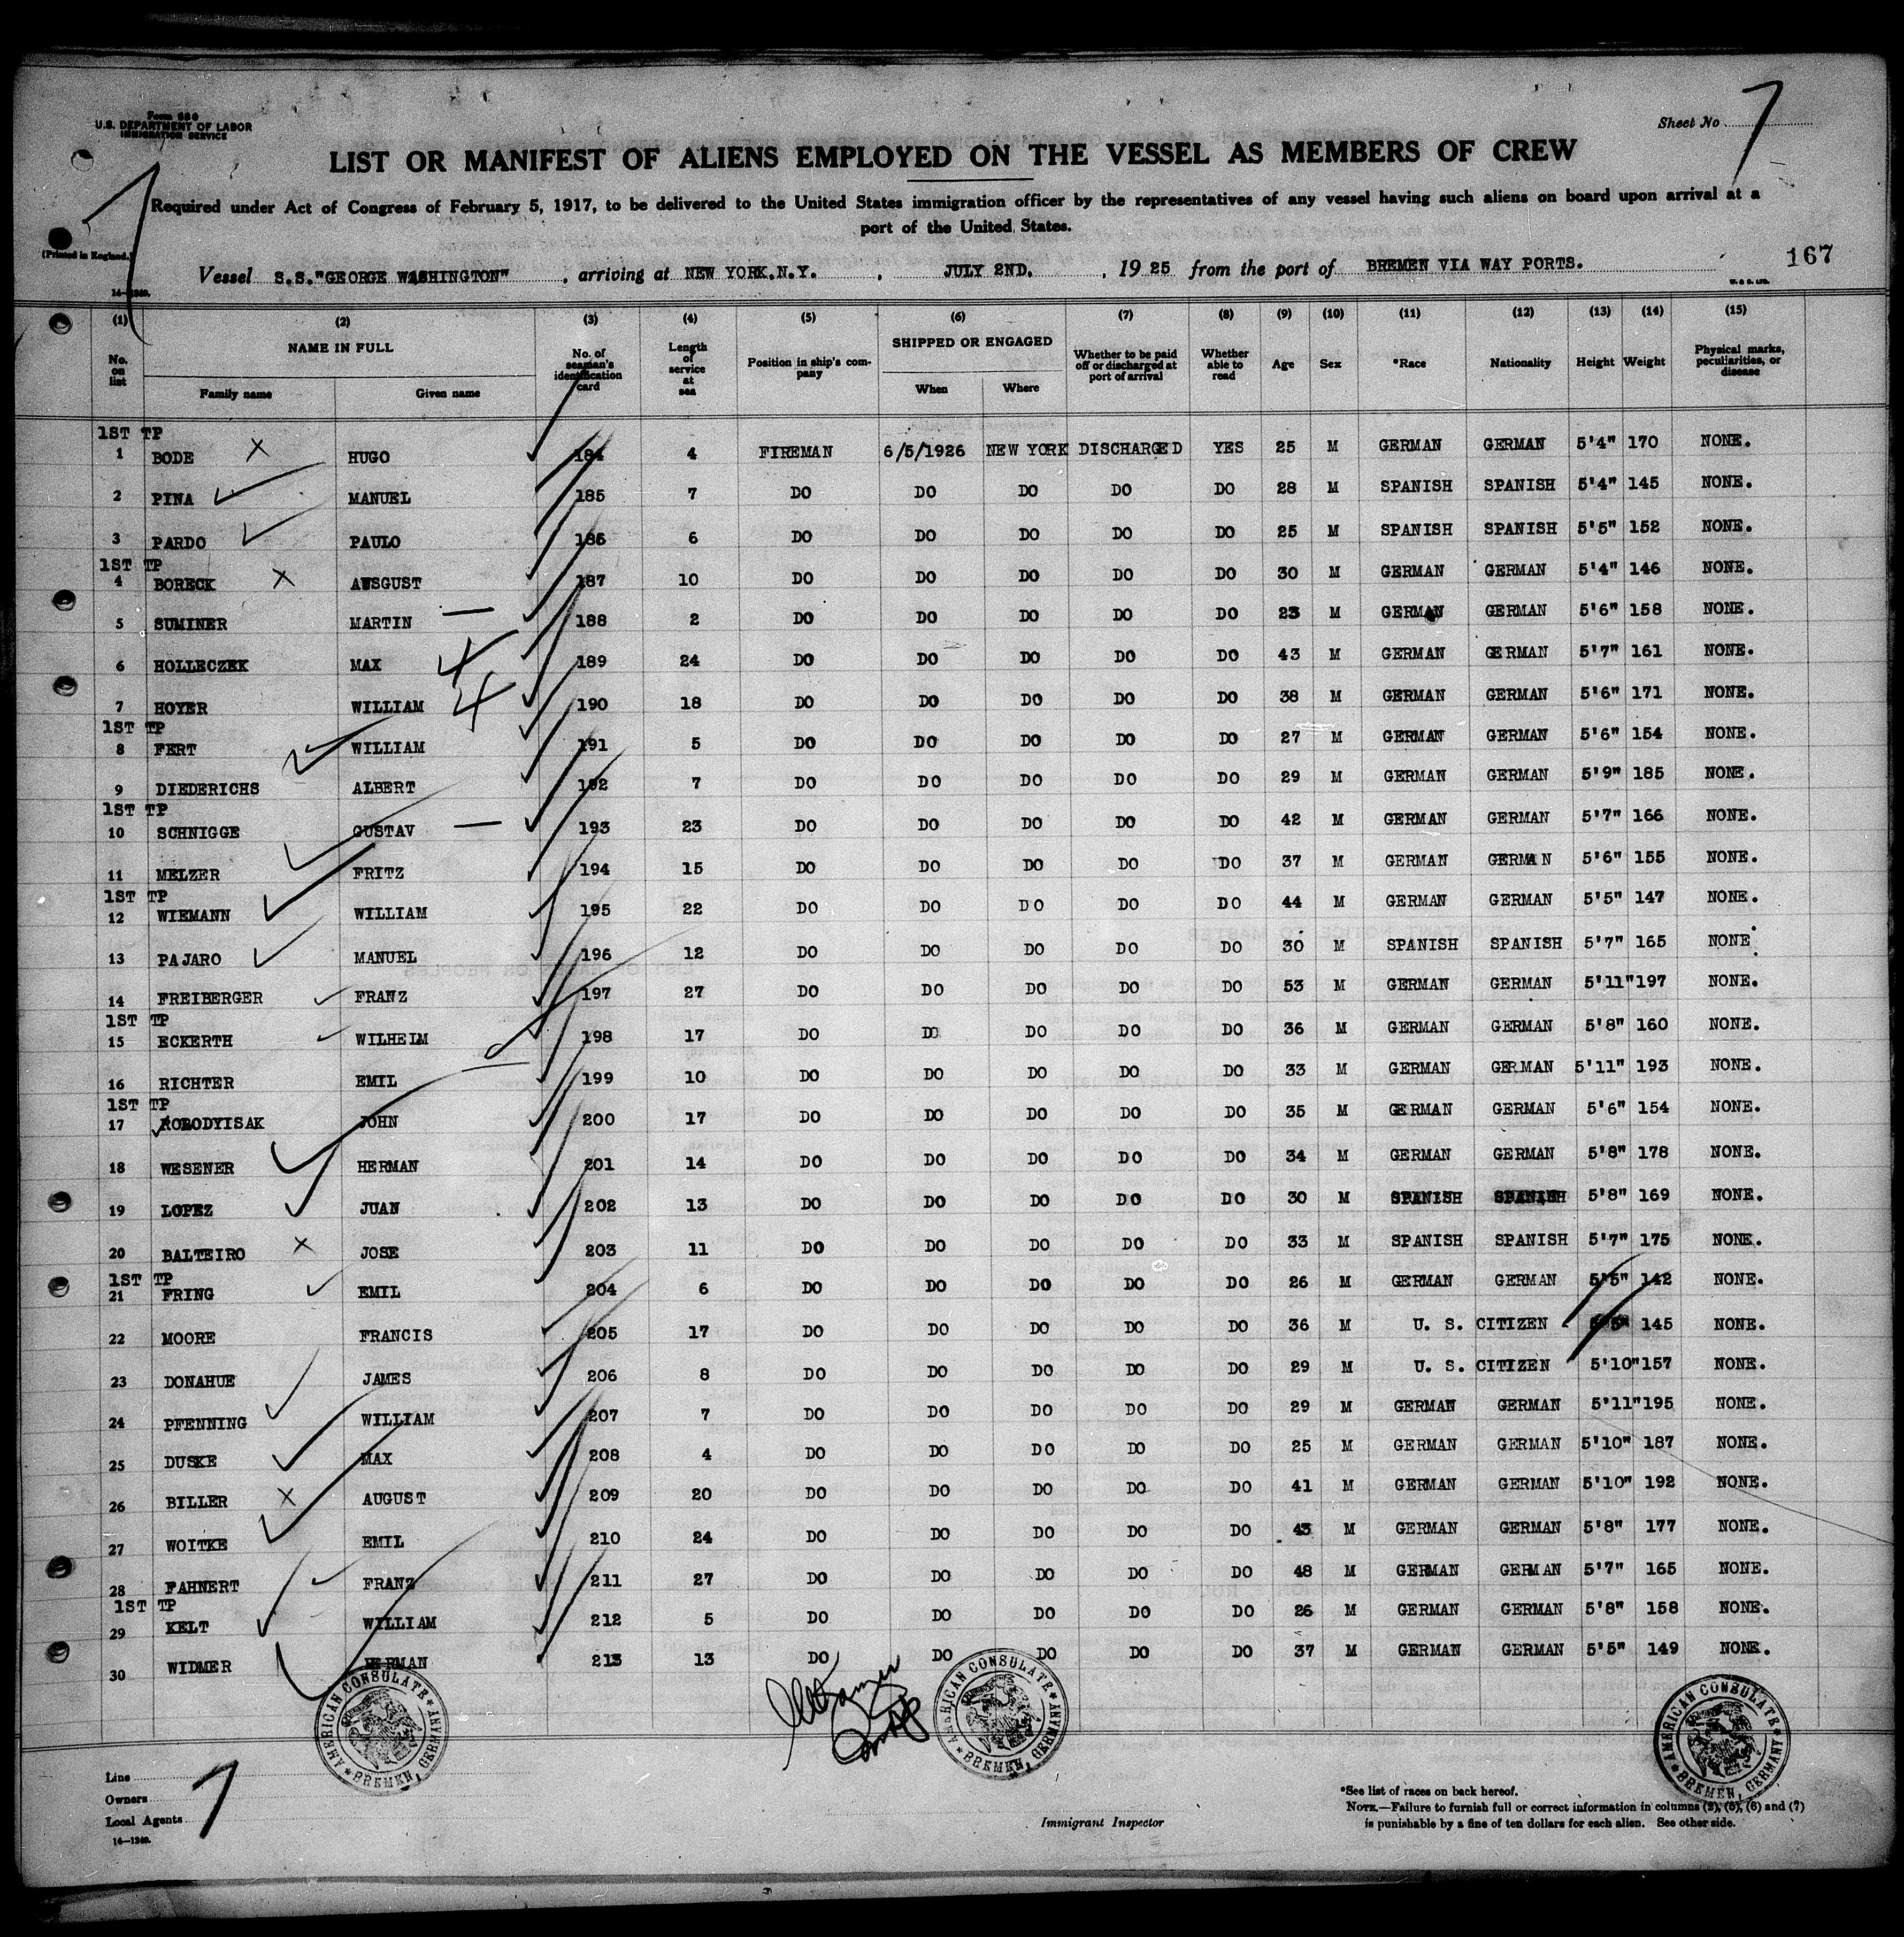 Form 680
U.S. DEPARTMENT OF LABOR
IMMIGRATION SERVICE
Sheet No 7
LIST OR MANIFEST OF ALIENS EMPLOYED ON THE VESSEL AS MEMBERS OF CREW
7
Required under Act of Congress of February 5, 1917, to be delivered to the United States immigration officer by the representatives of any vessel having such aliens on board upon arrival at a
port of the United States.
(Printed in England.)
Vessel S.S."GEORGE WASHINGTON", arriving at NEW YORK.N.Y., JULY 2ND., 1925 from the port of BREMEN VIA WAY PORTS. 167
(1) (2) (3) (4) (5) (6) (7) (8) (9) (10) (11) (12) (13) (14) (15)
No. on list NAME IN FULL Family name Given name No. of seaman's identification card Length of service at sea Position in ship's company SHIPPED OR ENGAGED When Where Whether to be paid off or discharged at port of arrival Whether able to read Age Sex *Race Nationality Height Weight Physical marks, peculiarities, or disease
1ST TP
1 BODE HUGO 184 4 FIREMAN 6/5/1926 NEW YORK DISCHARGED YES 25 M GERMAN GERMAN 5'4" 170 NONE.
2 PINA MANUEL 185 7 DO DO DO DO DO 28 M SPANISH SPANISH 5'4" 145 NONE.
3 PARDO PAULO 186 6 DO DO DO DO DO 25 M SPANISH SPANISH 5'5" 152 NONE.
1ST TP
4 BORECK AUSGUST 187 10 DO DO DO DO DO 30 M GERMAN GERMAN 5'4" 146 NONE.
5 SUMINER MARTIN 188 2 DO DO DO DO DO 23 M GERMAN GERMAN 5'6" 158 NONE.
6 HOLLECZEK MAX 189 24 DO DO DO DO DO 43 M GERMAN GERMAN 5'7" 161 NONE.
7 HOYER WILLIAM 190 18 DO DO DO DO DO 38 M GERMAN GERMAN 5'6" 171 NONE.
1ST TP
8 FERT WILLIAM 191 5 DO DO DO DO DO 27 M GERMAN GERMAN 5'6" 154 NONE.
9 DIEDERICHS ALBERT 192 7 DO DO DO DO DO 29 M GERMAN GERMAN 5'9" 185 NONE.
1ST TP
10 SCHNIGGE GUSTAV 193 23 DO DO DO DO DO 42 M GERMAN GERMAN 5'7" 166 NONE.
11 MELZER FRITZ 194 15 DO DO DO DO DO 37 M GERMAN GERMAN 5'6" 155 NONE.
1ST TP
12 WIEMANN WILLIAM 195 22 DO DO DO DO DO 44 M GERMAN GERMAN 5'5" 147 NONE.
13 PAJARO MANUEL 196 12 DO DO DO DO DO 30 M SPANISH SPANISH 5'7" 165 NONE.
14 FREIBERGER FRANZ 197 27 DO DO DO DO DO 53 M GERMAN GERMAN 5'11" 197 NONE.
1ST TP
15 ECKERTH WILHELM 198 17 DO DO DO DO DO 36 M GERMAN GERMAN 5'8" 160 NONE.
16 RICHTER EMIL 199 10 DO DO DO DO DO 33 M GERMAN GERMAN 5'11" 193 NONE.
1ST TP
17 ROBODYISAK JOHN 200 17 DO DO DO DO DO 35 M GERMAN GERMAN 5'6" 154 NONE.
18 WESENER HERMAN 201 14 DO DO DO DO DO 34 M GERMAN GERMAN 5'8" 178 NONE.
19 LOPEZ JUAN 202 13 DO DO DO DO DO 30 M SPANISH SPANISH 5'8" 169 NONE.
20 BALTEIRO JOSE 203 11 DO DO DO DO DO 33 M SPANISH SPANISH 5'7" 175 NONE.
1ST TP
21 FRING EMIL 204 6 DO DO DO DO DO 26 M GERMAN GERMAN 5'5" 142 NONE.
22 MOORE FRANCIS 205 17 DO DO DO DO DO 36 M U. S. CITIZEN 5'5" 145 NONE.
23 DONAHUE JAMES 206 8 DO DO DO DO DO 29 M U. S. CITIZEN 5'10" 157 NONE.
24 PFENNING WILLIAM 207 7 DO DO DO DO DO 29 M GERMAN GERMAN 5'11" 195 NONE.
25 DUSKE MAX 208 4 DO DO DO DO DO 25 M GERMAN GERMAN 5'10" 187 NONE.
26 BILLER AUGUST 209 20 DO DO DO DO DO 41 M GERMAN GERMAN 5'10" 192 NONE.
27 WOITKE EMIL 210 24 DO DO DO DO DO 43 M GERMAN GERMAN 5'8" 177 NONE.
28 FAHNERT FRANZ 211 27 DO DO DO DO DO 48 M GERMAN GERMAN 5'7" 165 NONE.
1ST TP
29 KELT WILLIAM 212 5 DO DO DO DO DO 26 M GERMAN GERMAN 5'8" 158 NONE.
30 WIDMER HERMAN 213 13 DO DO DO DO DO 37 M GERMAN GERMAN 5'5" 149 NONE.
AMERICAN CONSULATE BREMEN, GERMANY
AMERICAN CONSULATE BREMEN, GERMANY
AMERICAN CONSULATE BREMEN, GERMANY
Line
Owners
Local Agents
7
14—1240.
Immigrant Inspector
*See list of races on back hereof.
NOTE.—Failure to furnish full or correct information in columns (2), (5), (6) and (7)
is punishable by a fine of ten dollars for each alien. See other side.